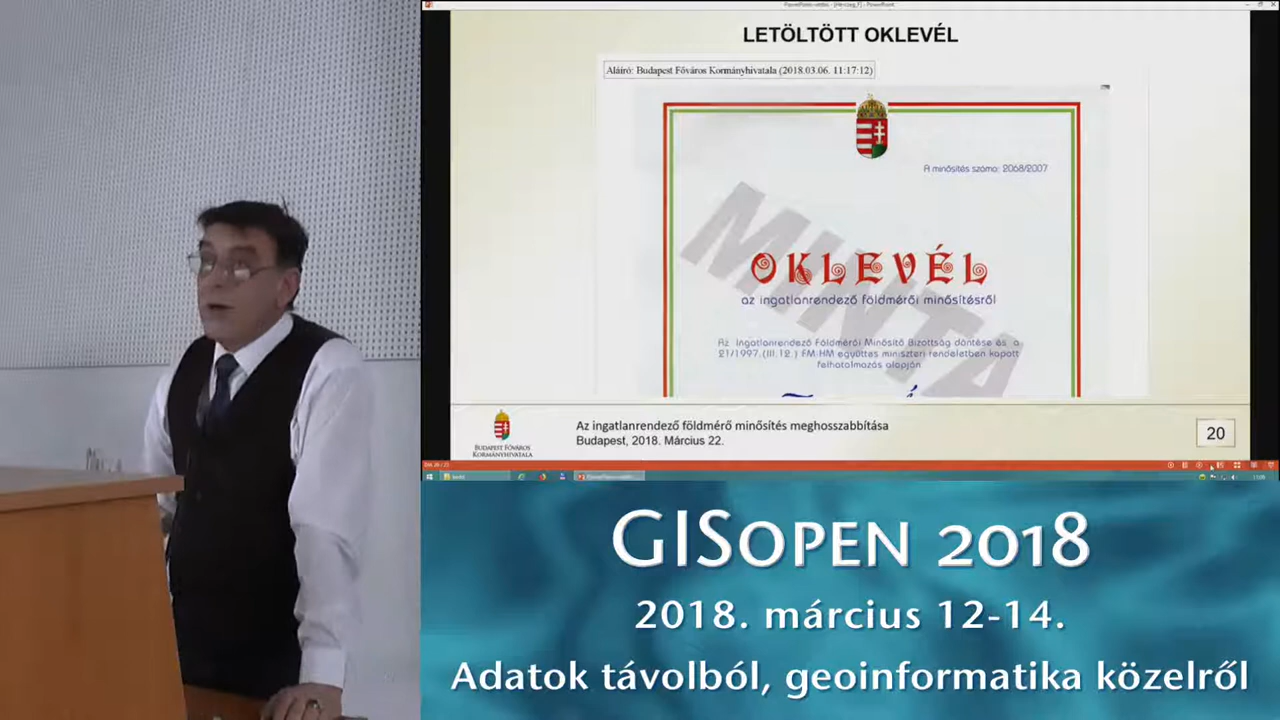 LETÖLTÖTT OKLEVÉL
Aláíró: Budapest Főváros Kormányhivatala (2018.03.06. 11:17:12)
A minősítés száma: 2068/2007
MINTA
OKLEVÉL
az ingatlanrendező földmérői minősítésről
Az Ingatlanrendező Földmérői Minősítő Bizottság döntése és a
21/1997.(III.12.) FM-HM együttes miniszteri rendeletben kapott
felhatalmazás alapján
BUDAPEST FŐVÁROS
KORMÁNYHIVATALA
Az ingatlanrendező földmérő minősítés meghosszabbítása
Budapest, 2018. Március 22.
20
GISOPEN 2018
2018. március 12-14.
Adatok távolból, geoinformatika közelről